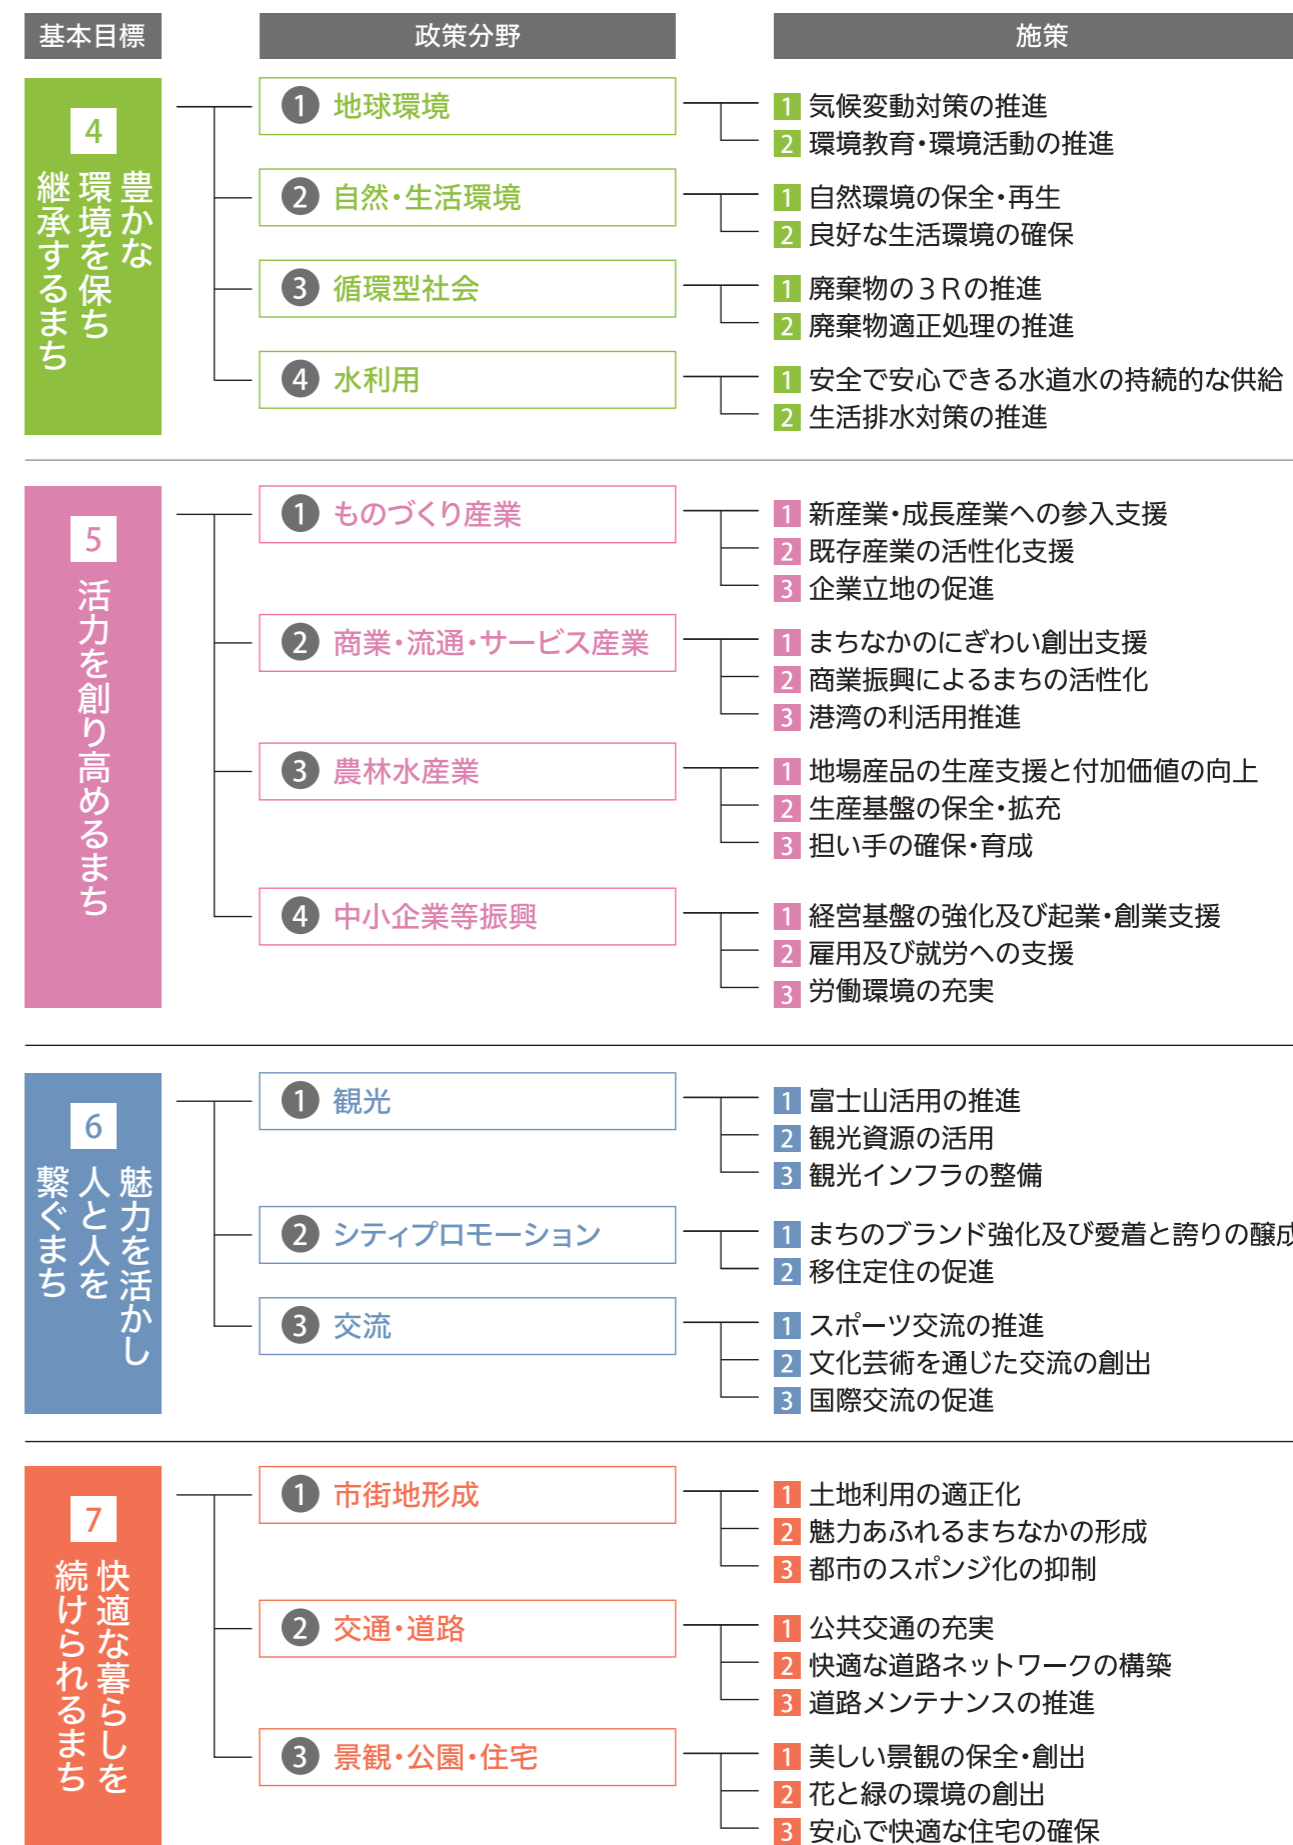 基本目標
政策分野
施策
4
豊かな
環境を保ち
継承するまち
1 地球環境
1 気候変動対策の推進
2 環境教育・環境活動の推進
2 自然・生活環境
1 自然環境の保全・再生
2 良好な生活環境の確保
3 循環型社会
1 廃棄物の3Rの推進
2 廃棄物適正処理の推進
4 水利用
1 安全で安心できる水道水の持続的な供給
2 生活排水対策の推進
5
活力を創り高めるまち
1 ものづくり産業
1 新産業・成長産業への参入支援
2 既存産業の活性化支援
3 企業立地の促進
2 商業・流通・サービス産業
1 まちなかのにぎわい創出支援
2 商業振興によるまちの活性化
3 港湾の利活用推進
3 農林水産業
1 地場産品の生産支援と付加価値の向上
2 生産基盤の保全・拡充
3 担い手の確保・育成
4 中小企業等振興
1 経営基盤の強化及び起業・創業支援
2 雇用及び就労への支援
3 労働環境の充実
6
魅力を活かし
人と人を
繋ぐまち
1 観光
1 富士山活用の推進
2 観光資源の活用
3 観光インフラの整備
2 シティプロモーション
1 まちのブランド強化及び愛着と誇りの醸成
2 移住定住の促進
3 交流
1 スポーツ交流の推進
2 文化芸術を通じた交流の創出
3 国際交流の促進
7
快適な暮らしを
続けられるまち
1 市街地形成
1 土地利用の適正化
2 魅力あふれるまちなかの形成
3 都市のスポンジ化の抑制
2 交通・道路
1 公共交通の充実
2 快適な道路ネットワークの構築
3 道路メンテナンスの推進
3 景観・公園・住宅
1 美しい景観の保全・創出
2 花と緑の環境の創出
3 安心で快適な住宅の確保